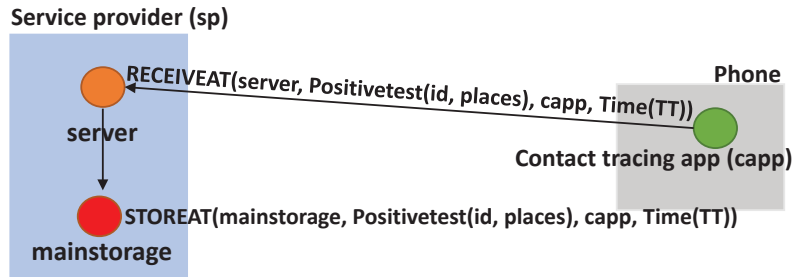 Service provider (sp)
RECEIVEAT(server, Positivetest(id, places), capp, Time(TT))
Phone
server
Contact tracing app (capp)
STOREAT(mainstorage, Positivetest(id, places), capp, Time(TT))
mainstorage